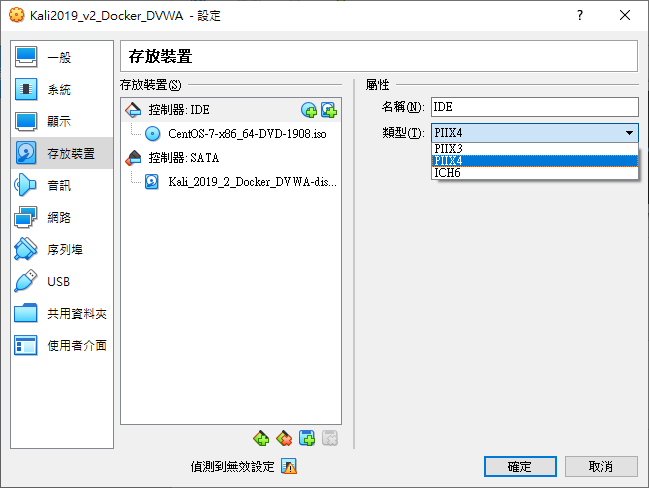 Kali2019_v2_Docker_DVWA - 設定
一般
系統
顯示
存放裝置
音訊
網路
序列埠
USB
共用資料夾
使用者介面
存放裝置
存放裝置(S)
控制器: IDE
CentOS-7-x86_64-DVD-1908.iso
控制器: SATA
Kali_2019_2_Docker_DVWA-dis...
屬性
名稱(N): IDE
類型(T): PIIX4
PIIX3
PIIX4
ICH6
偵測到無效設定
確定
取消